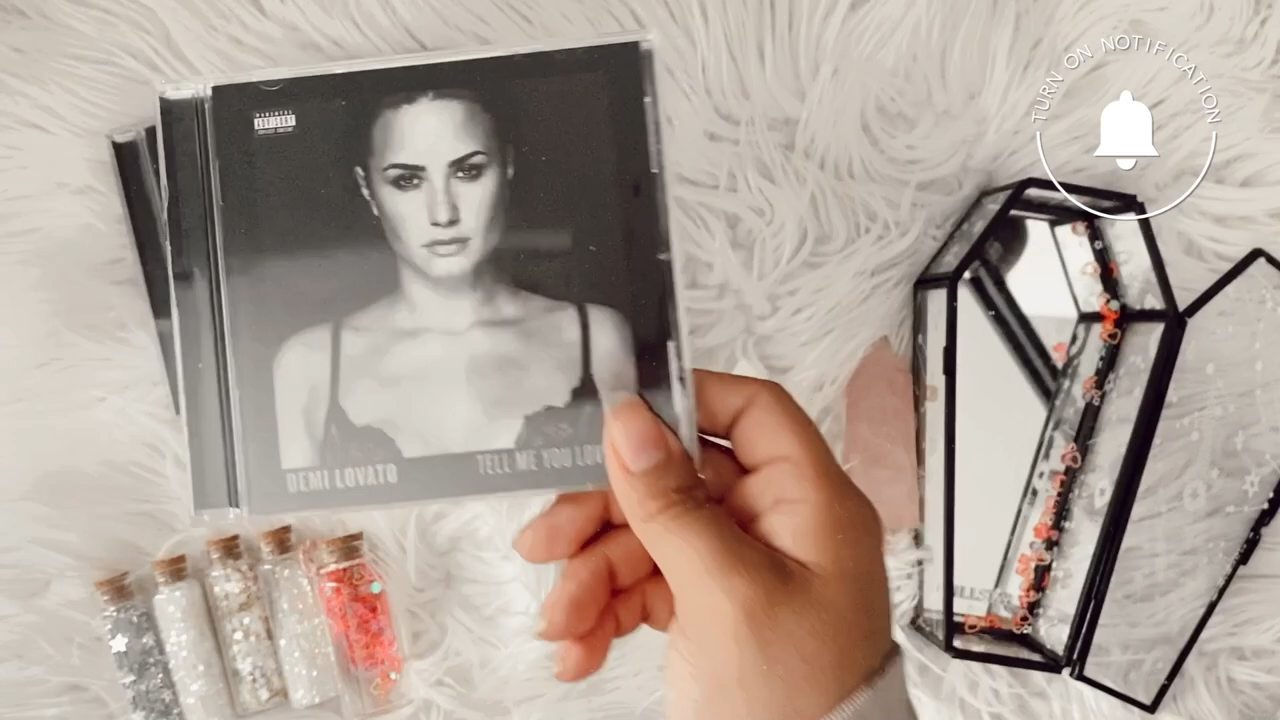 TURN ON NOTIFICATION
PARENTAL
ADVISORY
EXPLICIT CONTENT
DEMI LOVATO
TELL ME YOU LOV